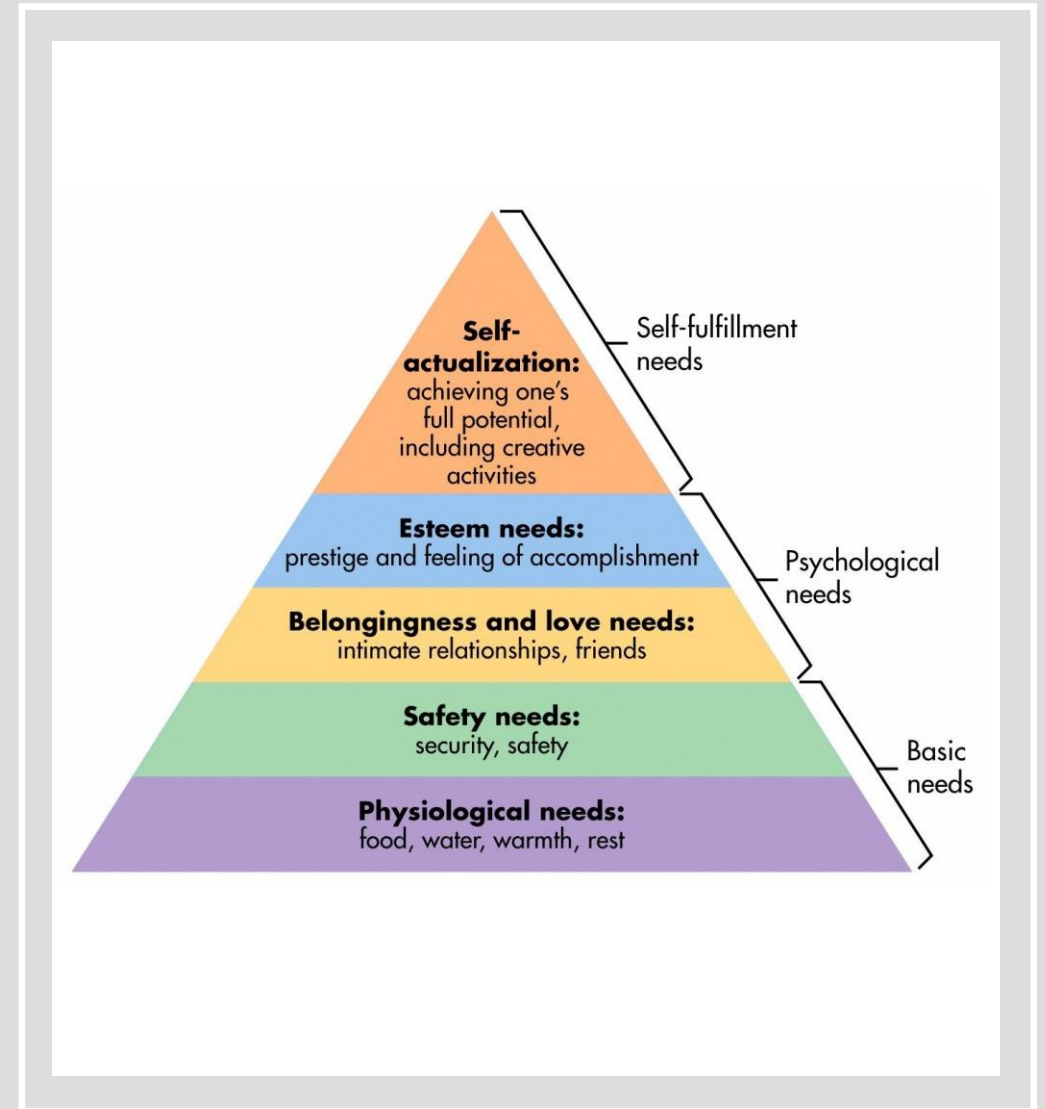 Self-
actualization:
achieving one's
full potential,
including creative
activities
Self-fulfillment
needs
Esteem needs:
prestige and feeling of accomplishment
Psychological
needs
Belongingness and love needs:
intimate relationships, friends
Safety needs:
security, safety
Basic
needs
Physiological needs:
food, water, warmth, rest